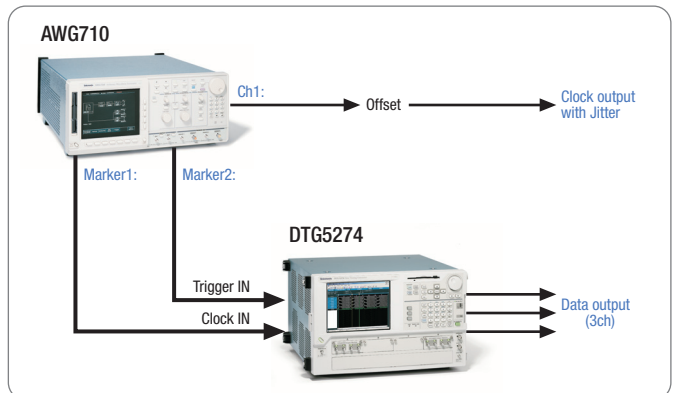 AWG710
Ch1:
Offset
Clock output
with Jitter
Marker1:
Marker2:
DTG5274
Trigger IN
Clock IN
Data output
(3ch)